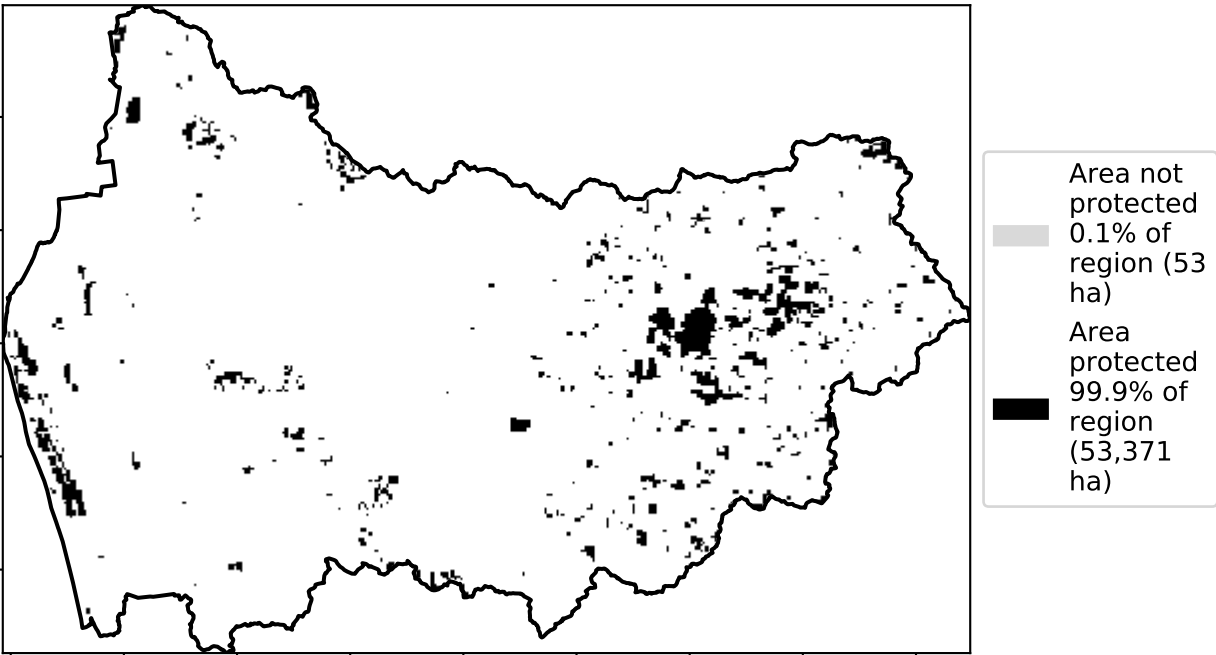 Area not
protected
0.1% of
region (53
ha)
Area
protected
99.9% of
region
(53,371
ha)